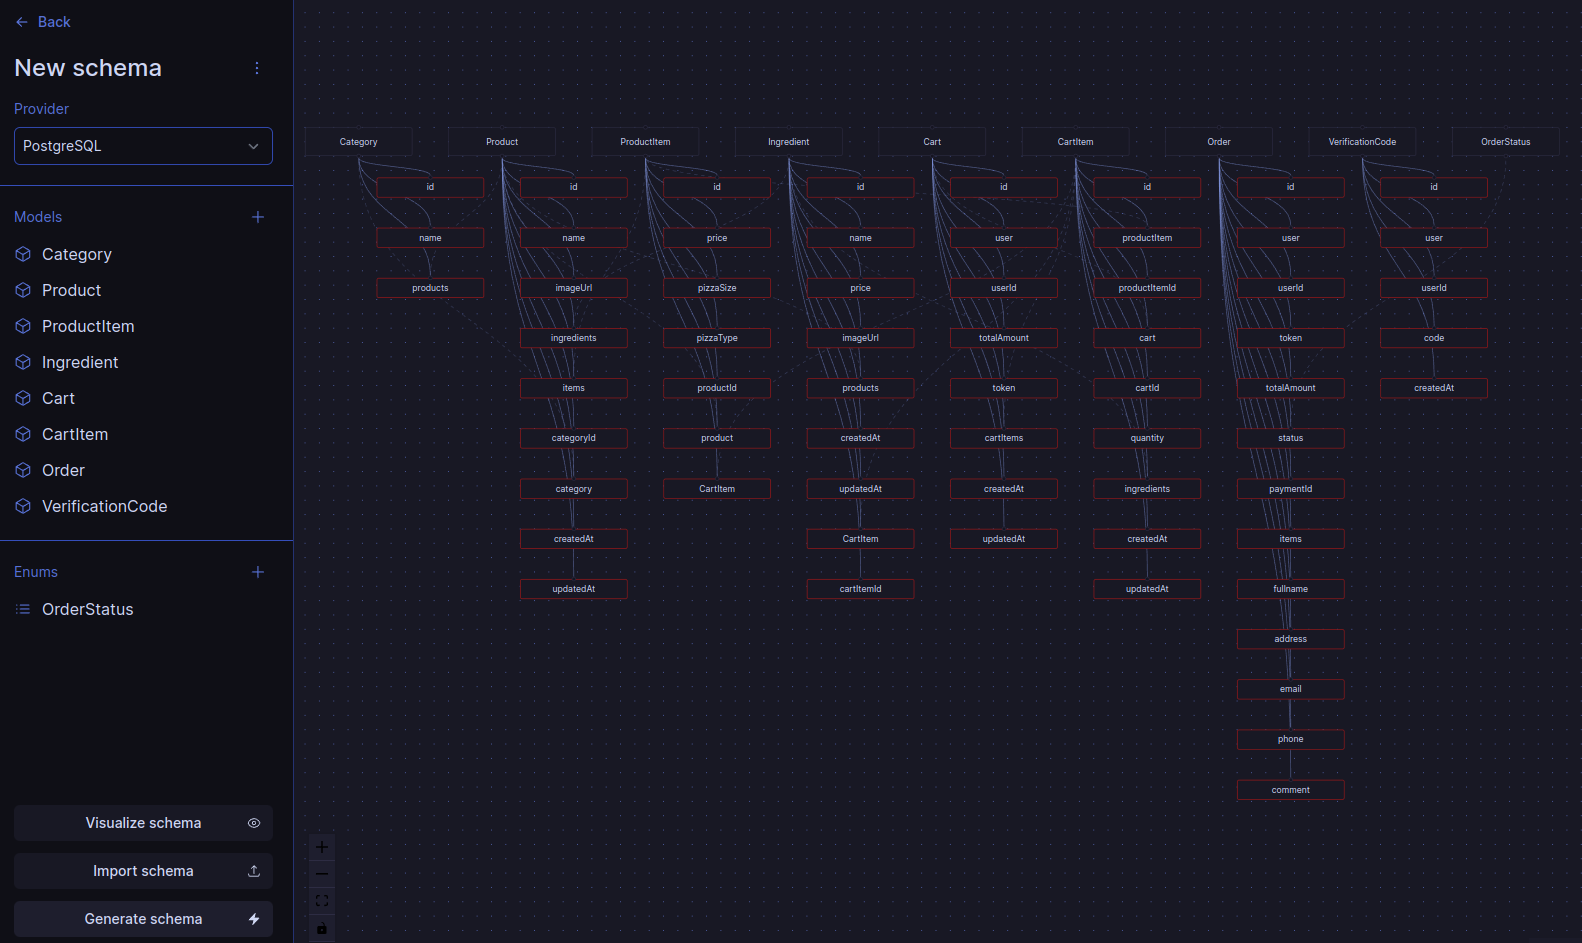 Back
New schema
Provider
PostgreSQL
Models
Category
Product
ProductItem
Ingredient
Cart
CartItem
Order
VerificationCode
Enums
OrderStatus
Visualize schema
Import schema
Generate schema
Category Product ProductItem Ingredient Cart CartItem Order VerificationCode OrderStatus
id id id id id id id id
name name price name user productItem user user
products imageUrl pizzaSize price userId productItemId userId userId
ingredients pizzaType imageUrl totalAmount cart token code
items productId products token cartId totalAmount createdAt
categoryId product createdAt cartItems quantity status
category CartItem updatedAt createdAt ingredients paymentId
createdAt CartItem updatedAt createdAt items
updatedAt cartItemId updatedAt fullname
address
email
phone
comment